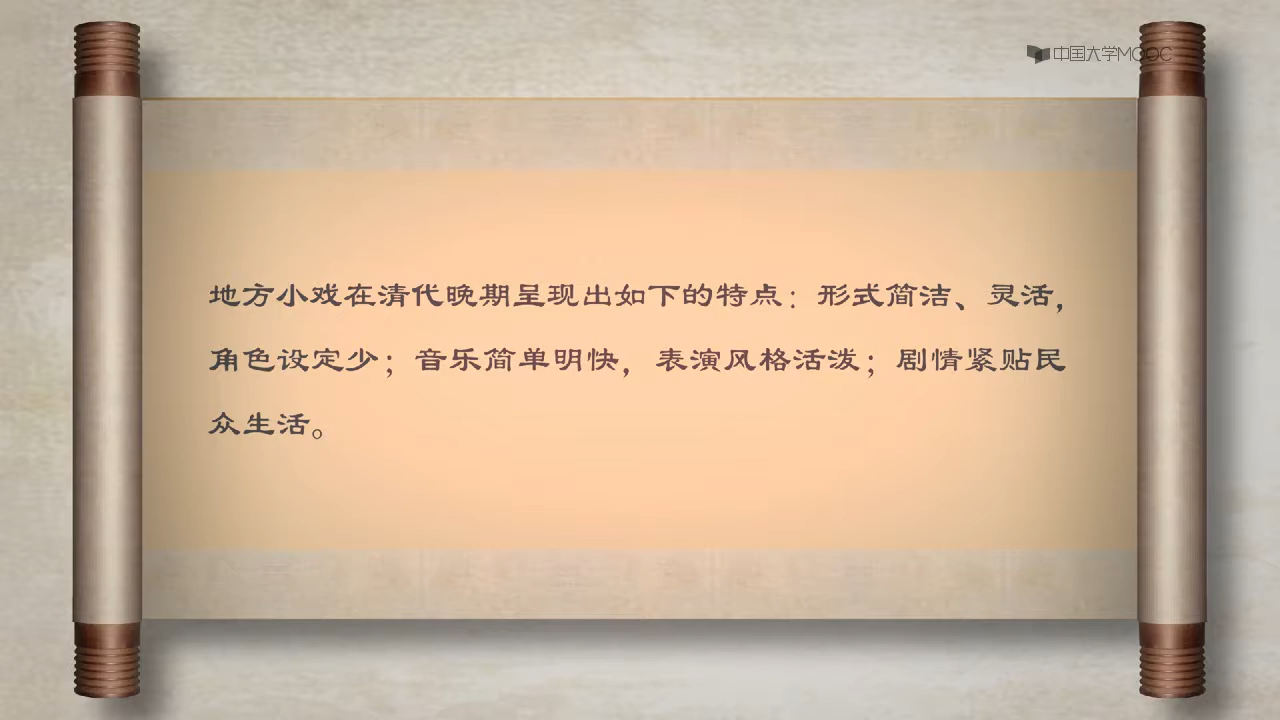 中国大学MOOC
地方小戏在清代晚期呈现出如下的特点：形式简洁、灵活，
角色设定少；音乐简单明快，表演风格活泼；剧情紧贴民
众生活。